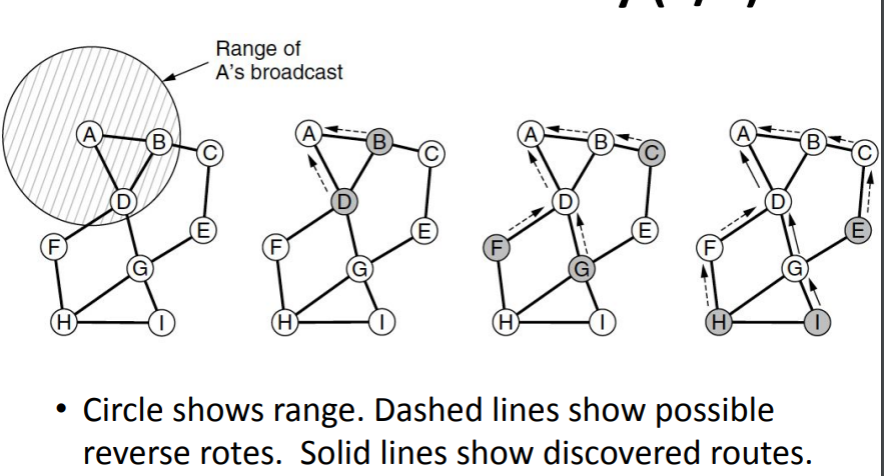 Range of
A's broadcast
A B C
D
F E
G
H I
A B C
D
F E
G
H I
A B C
D
F E
G
H I
A B C
D
F E
G
H I
• Circle shows range. Dashed lines show possible
reverse rotes. Solid lines show discovered routes.